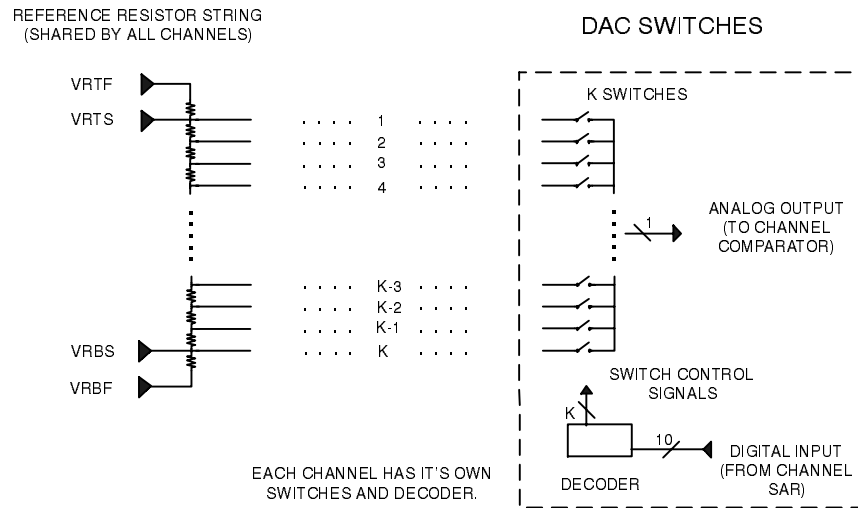 REFERENCE RESISTOR STRING
(SHARED BY ALL CHANNELS)
DAC SWITCHES
VRTF
K SWITCHES
VRTS
1
2
3
4
1
ANALOG OUTPUT
(TO CHANNEL
COMPARATOR)
K-3
K-2
K-1
VRBS
K
VRBF
SWITCH CONTROL
SIGNALS
K
10
DIGITAL INPUT
(FROM CHANNEL
SAR)
DECODER
EACH CHANNEL HAS IT'S OWN
SWITCHES AND DECODER.